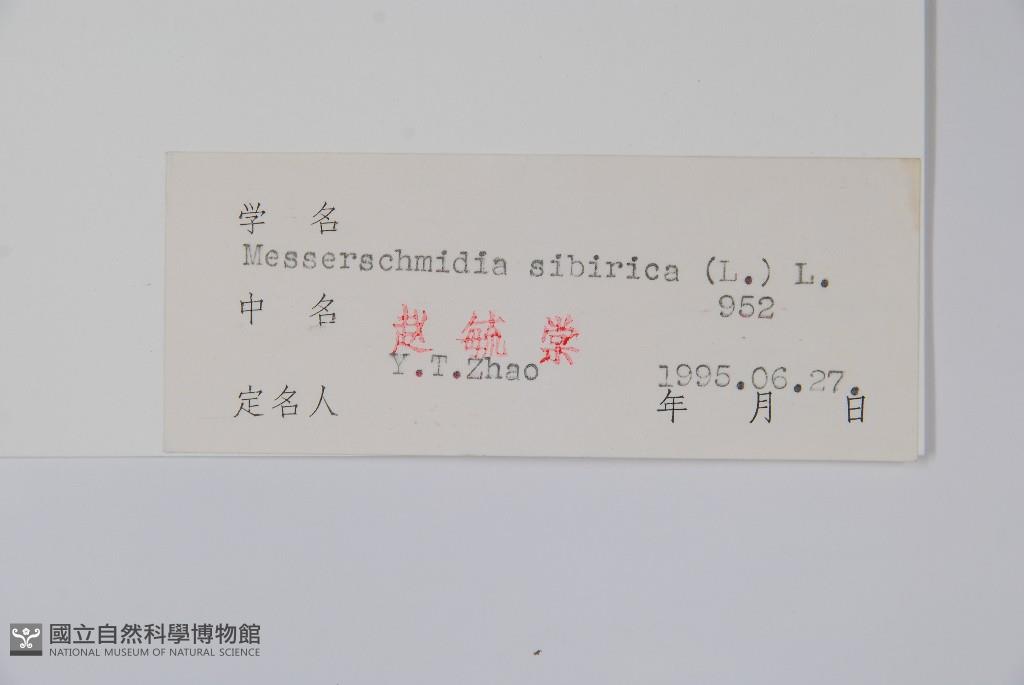 学 名
Messerschmidia sibirica (L.) L.
中 名 952
赵 毓 棠
Y.T.Zhao 1995.06.27.
定名人 年 月 日
國立自然科學博物館
NATIONAL MUSEUM OF NATURAL SCIENCE